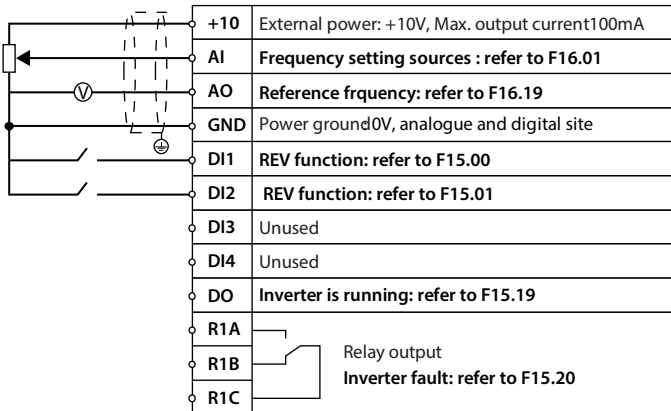 +10 External power: +10V, Max. output current100mA
AI Frequency setting sources : refer to F16.01
V AO Reference frquency: refer to F16.19
GND Power ground0V, analogue and digital site
DI1 REV function: refer to F15.00
DI2 REV function: refer to F15.01
DI3 Unused
DI4 Unused
DO Inverter is running: refer to F15.19
R1A
R1B Relay output
Inverter fault: refer to F15.20
R1C